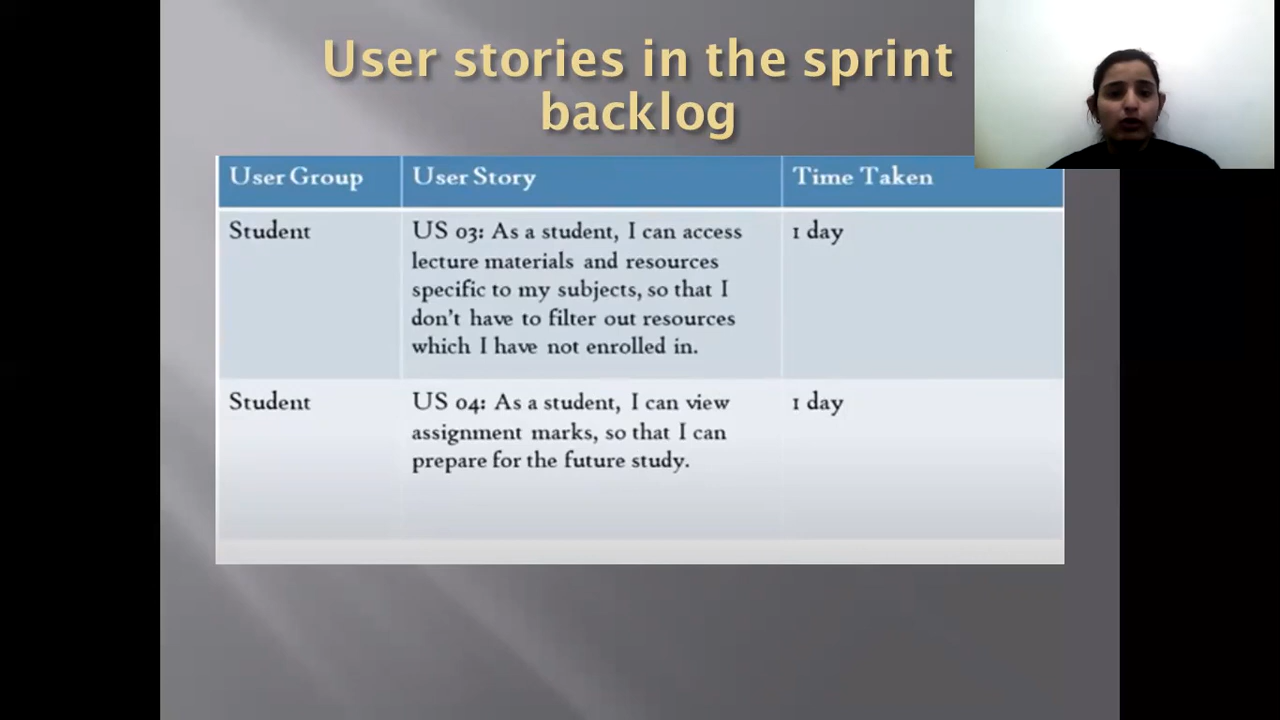 User stories in the sprint
backlog
User Group User Story Time Taken
Student US 03: As a student, I can access 1 day
lecture materials and resources
specific to my subjects, so that I
don't have to filter out resources
which I have not enrolled in.
Student US 04: As a student, I can view 1 day
assignment marks, so that I can
prepare for the future study.